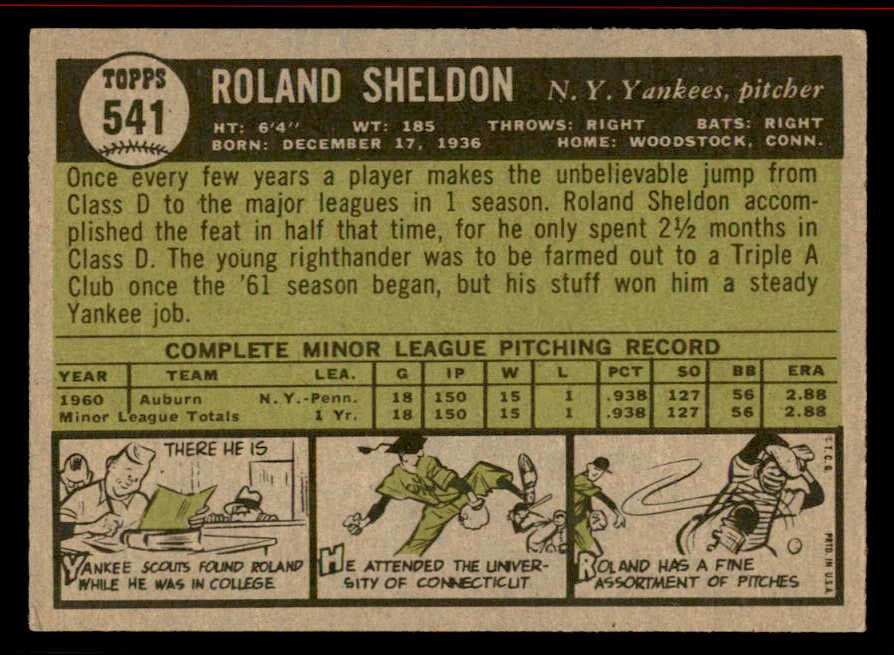 TOPPS
541
ROLAND SHELDON N. Y. Yankees, pitcher
HT: 6'4" WT: 185 THROWS: RIGHT BATS: RIGHT
BORN: DECEMBER 17, 1936 HOME: WOODSTOCK, CONN.
Once every few years a player makes the unbelievable jump from
Class D to the major leagues in 1 season. Roland Sheldon accom-
plished the feat in half that time, for he only spent 2½ months in
Class D. The young righthander was to be farmed out to a Triple A
Club once the '61 season began, but his stuff won him a steady
Yankee job.
COMPLETE MINOR LEAGUE PITCHING RECORD
YEAR TEAM LEA. G IP W L PCT SO BB ERA
1960 Auburn N.Y.-Penn. 18 150 15 1 .938 127 56 2.88
Minor League Totals 1 Yr. 18 150 15 1 .938 127 56 2.88
THERE HE IS
YANKEE SCOUTS FOUND ROLAND
WHILE HE WAS IN COLLEGE
HE ATTENDED THE UNIVER-
SITY OF CONNECTICUT
ROLAND HAS A FINE
ASSORTMENT OF PITCHES
© T.C.G. PRTD. IN U.S.A.